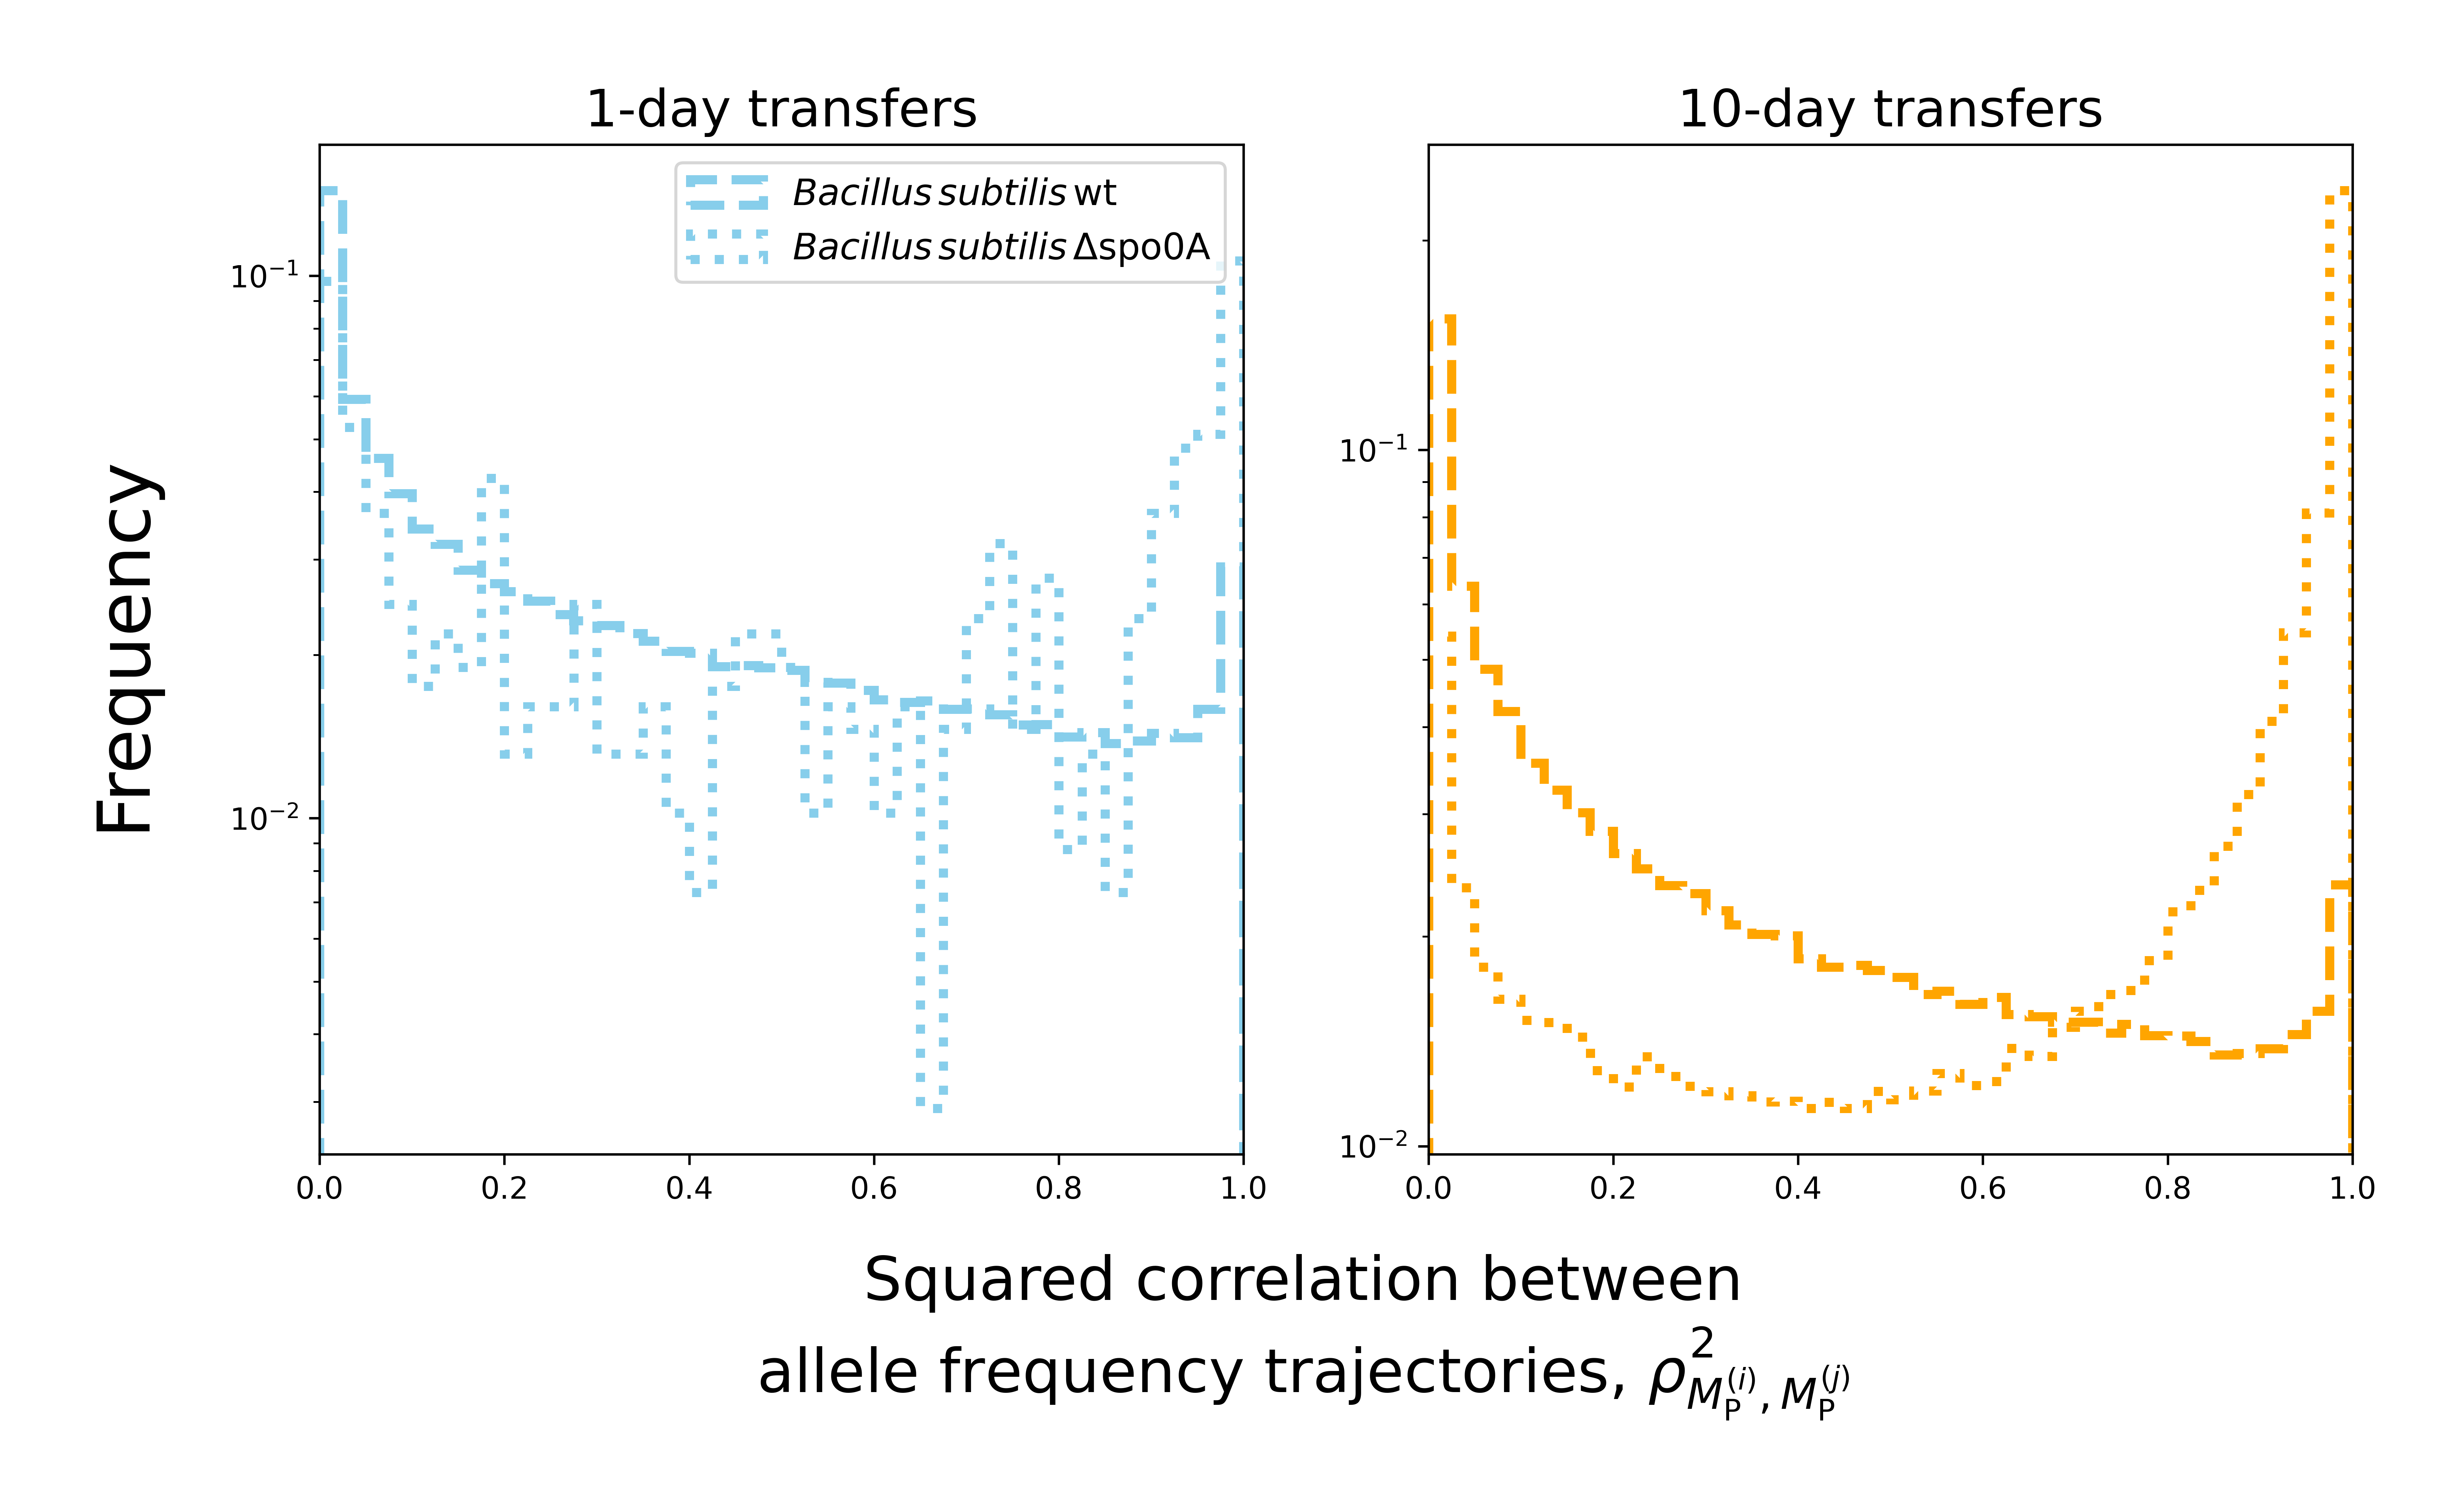 1-day transfers
10-day transfers
Bacillus subtilis wt
Bacillus subtilis Δspo0A
Frequency
10⁻¹
10⁻²
0.0 0.2 0.4 0.6 0.8 1.0
10⁻¹
10⁻²
0.0 0.2 0.4 0.6 0.8 1.0
Squared correlation between
allele frequency trajectories, ρ²_{M_P^{(i)}, M_P^{(j)}}